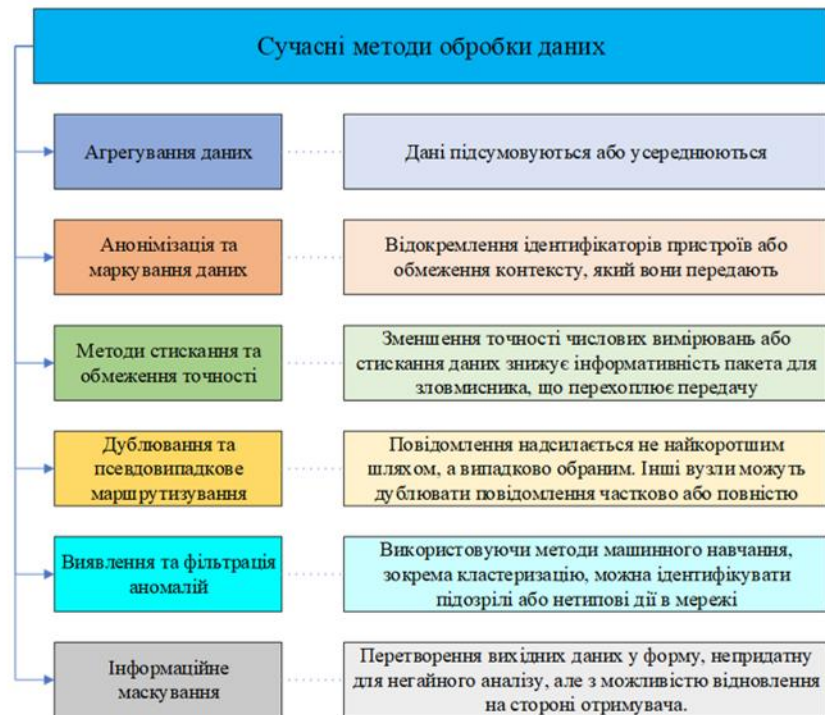 Сучасні методи обробки даних
Агрегування даних
Дані підсумовуються або усереднюються
Анонімізація та
маркування даних
Відокремлення ідентифікаторів пристроїв або
обмеження контексту, який вони передають
Методи стискання та
обмеження точності
Зменшення точності числових вимірювань або
стискання даних знижує інформативність пакета для
зловмисника, що перехоплює передачу
Дублювання та
псевдовипадкове
маршрутизування
Повідомлення надсилається не найкоротшим
шляхом, а випадково обраним. Інші вузли можуть
дублювати повідомлення частково або повністю
Виявлення та фільтрація
аномалій
Використовуючи методи машинного навчання,
зокрема кластеризацію, можна ідентифікувати
підозрілі або нетипові дії в мережі
Інформаційне
маскування
Перетворення вихідних даних у форму, непридатну
для негайного аналізу, але з можливістю відновлення
на стороні отримувача.